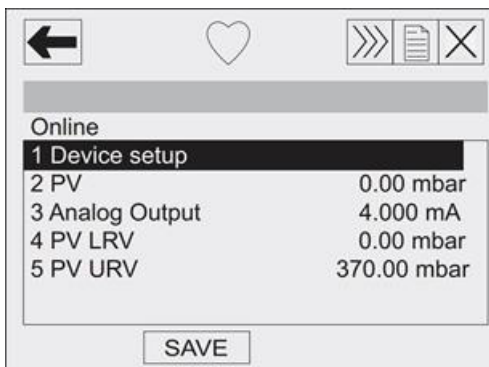 Online
1 Device setup
2 PV 0.00 mbar
3 Analog Output 4.000 mA
4 PV LRV 0.00 mbar
5 PV URV 370.00 mbar
SAVE